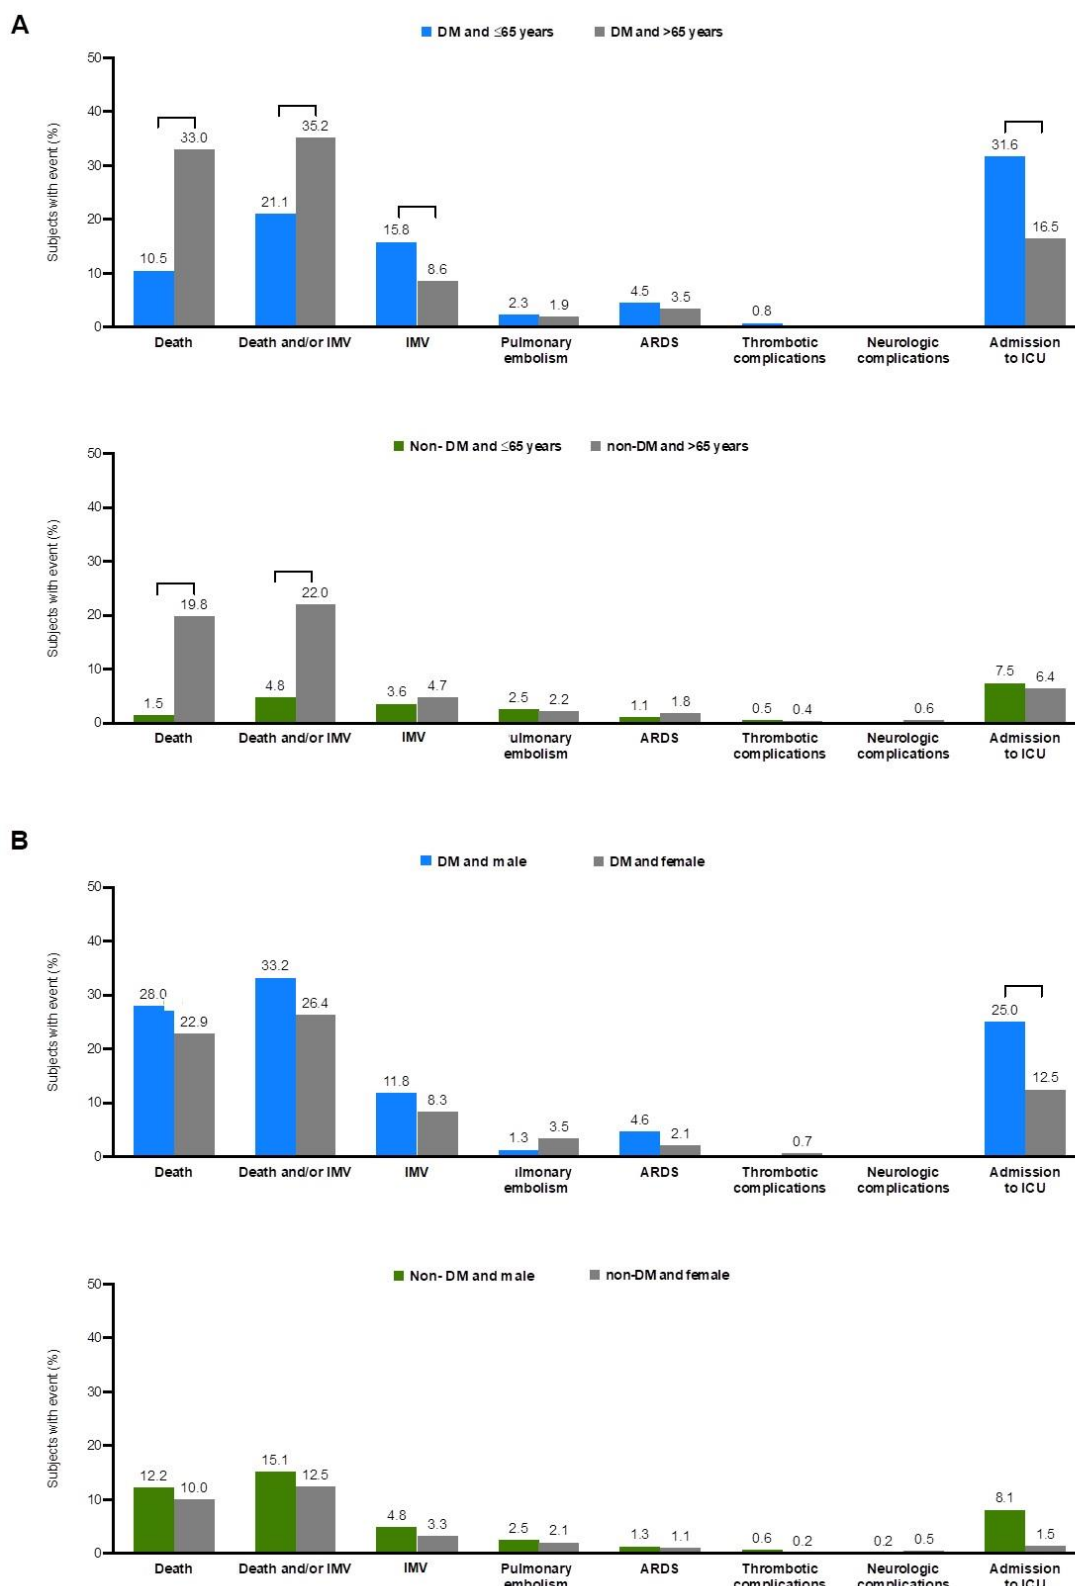 A
DM and ≤65 years DM and >65 years
50
40
30
20
10
0
Subjects with event (%)
10.5 33.0 21.1 35.2 15.8 8.6 2.3 1.9 4.5 3.5 0.8 31.6 16.5
Death Death and/or IMV IMV Pulmonary ARDS Thrombotic Neurologic Admission
embolism complications complications to ICU
Non- DM and ≤65 years non-DM and >65 years
50
40
30
20
10
0
Subjects with event (%)
1.5 19.8 4.8 22.0 3.6 4.7 2.5 2.2 1.1 1.8 0.5 0.4 0.6 7.5 6.4
Death Death and/or IMV IMV ulmonary ARDS Thrombotic Neurologic Admission
embolism complications complications to ICU
B
DM and male DM and female
50
40
30
20
10
0
Subjects with event (%)
28.0 22.9 33.2 26.4 11.8 8.3 1.3 3.5 4.6 2.1 0.7 25.0 12.5
Death Death and/or IMV IMV ulmonary ARDS Thrombotic Neurologic Admission
embolism complications complications to ICU
Non- DM and male non-DM and female
50
40
30
20
10
0
Subjects with event (%)
12.2 10.0 15.1 12.5 4.8 3.3 2.5 2.1 1.3 1.1 0.6 0.2 0.2 0.5 8.1 1.5
Death Death and/or IMV IMV Pulmonary ARDS Thrombotic Neurologic Admission
embolism complications complications to ICU